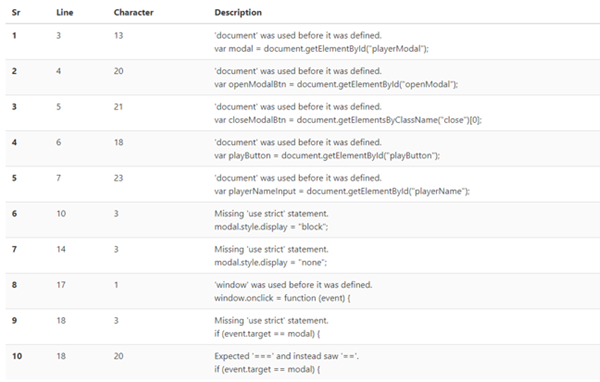 Sr Line Character Description
1 3 13 'document' was used before it was defined.
var modal = document.getElementById("playerModal");
2 4 20 'document' was used before it was defined.
var openModalBtn = document.getElementById("openModal");
3 5 21 'document' was used before it was defined.
var closeModalBtn = document.getElementsByClassName("close")[0];
4 6 18 'document' was used before it was defined.
var playButton = document.getElementById("playButton");
5 7 23 'document' was used before it was defined.
var playerNameInput = document.getElementById("playerName");
6 10 3 Missing 'use strict' statement.
modal.style.display = "block";
7 14 3 Missing 'use strict' statement.
modal.style.display = "none";
8 17 1 'window' was used before it was defined.
window.onclick = function (event) {
9 18 3 Missing 'use strict' statement.
if (event.target == modal) {
10 18 20 Expected '===' and instead saw '=='.
if (event.target == modal) {